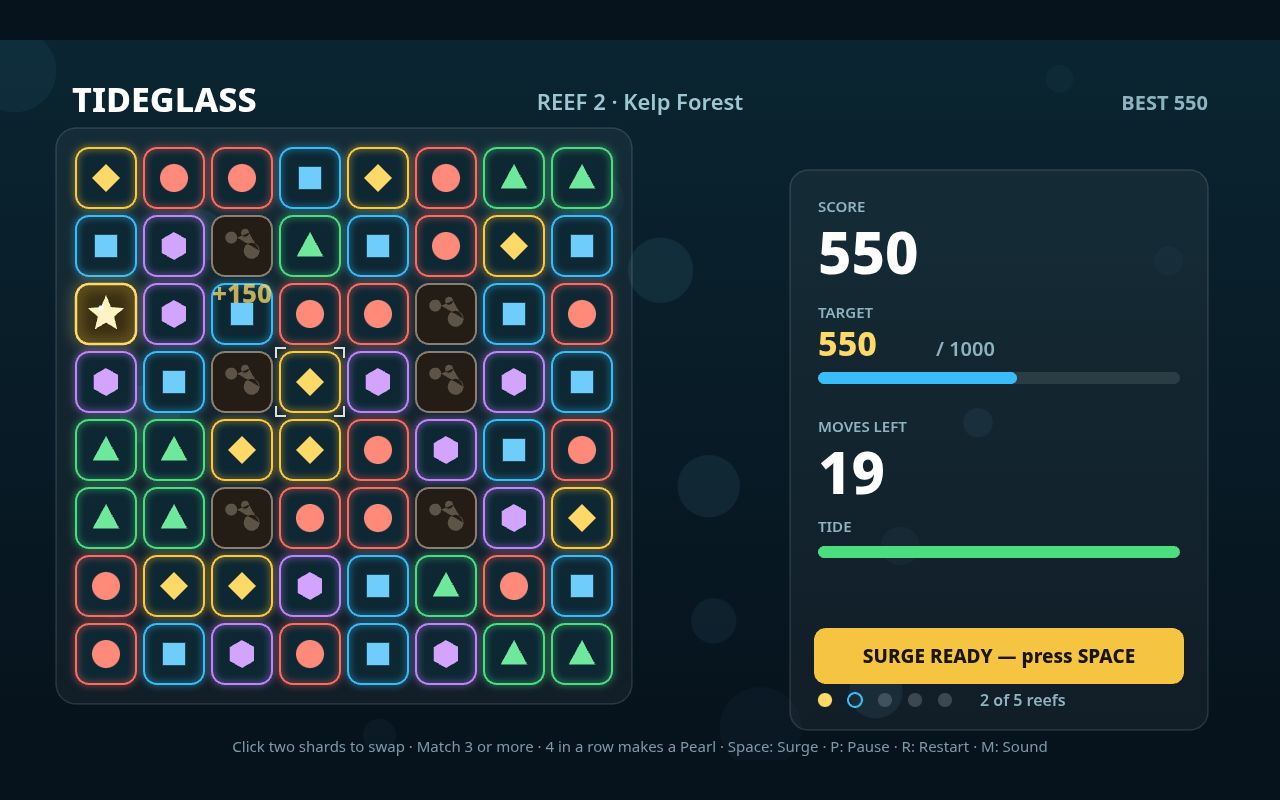 TIDEGLASS
REEF 2 · Kelp Forest
BEST 550
SCORE
550
TARGET
550 / 1000
MOVES LEFT
19
TIDE
+150
SURGE READY — press SPACE
2 of 5 reefs
Click two shards to swap · Match 3 or more · 4 in a row makes a Pearl · Space: Surge · P: Pause · R: Restart · M: Sound